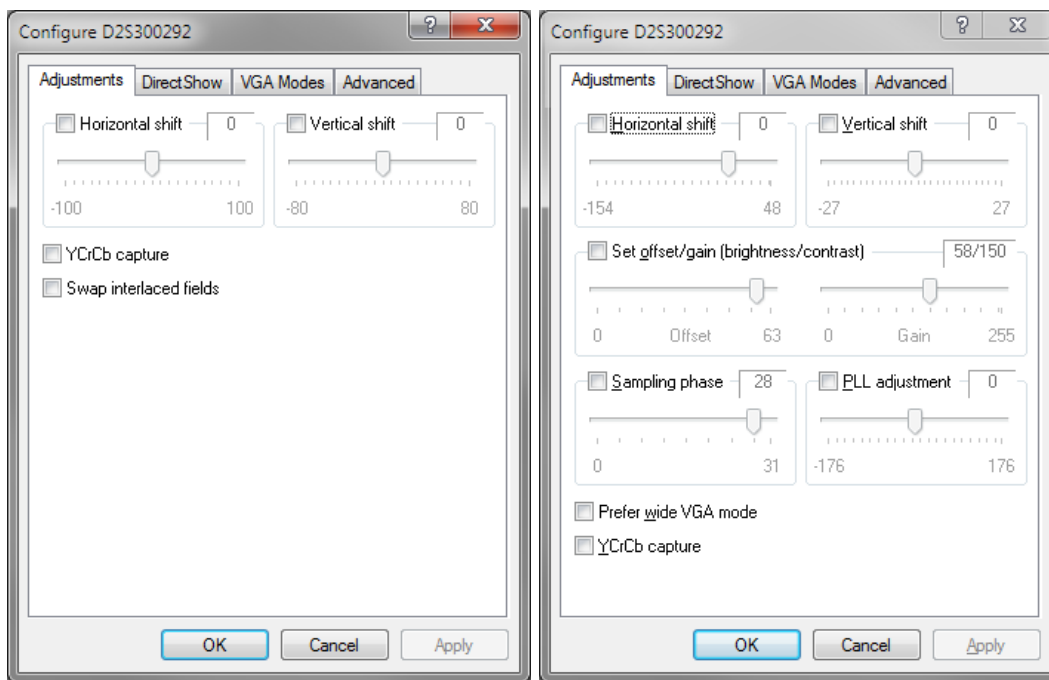 Configure D2S300292
Adjustments DirectShow VGA Modes Advanced
Horizontal shift 0 Vertical shift 0
-100 100 -80 80
YCrCb capture
Swap interlaced fields
OK Cancel Apply
Configure D2S300292
Adjustments DirectShow VGA Modes Advanced
Horizontal shift 0 Vertical shift 0
-154 48 -27 27
Set offset/gain (brightness/contrast) 58/150
0 Offset 63 0 Gain 255
Sampling phase 28 PLL adjustment 0
0 31 -176 176
Prefer wide VGA mode
YCrCb capture
OK Cancel Apply